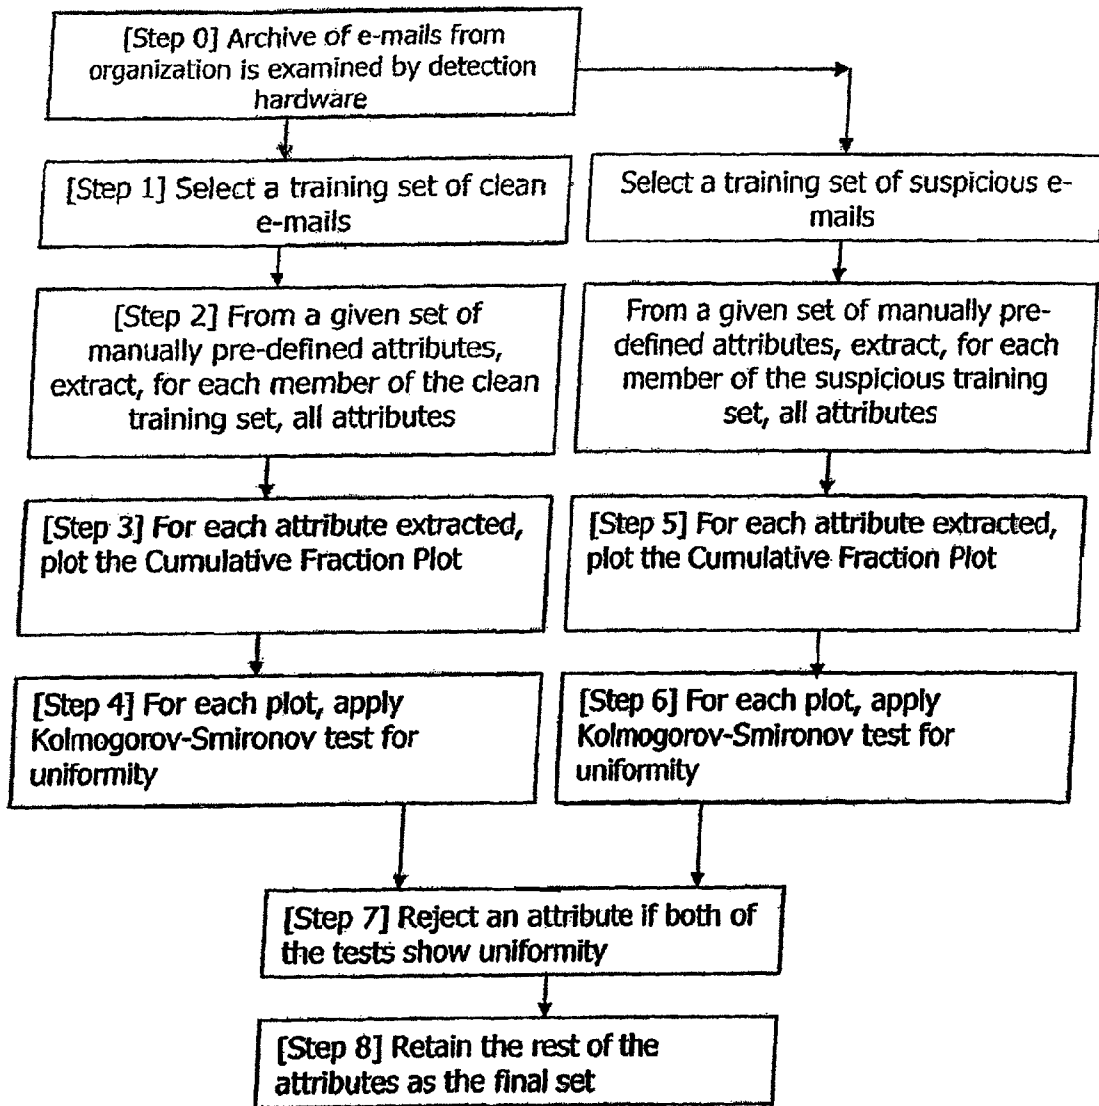 [Step 0] Archive of e-mails from
organization is examined by detection
hardware
[Step 1] Select a training set of clean
e-mails
Select a training set of suspicious e-
mails
[Step 2] From a given set of
manually pre-defined attributes,
extract, for each member of the clean
training set, all attributes
From a given set of manually pre-
defined attributes, extract, for each
member of the suspicious training
set, all attributes
[Step 3] For each attribute extracted,
plot the Cumulative Fraction Plot
[Step 5] For each attribute extracted,
plot the Cumulative Fraction Plot
[Step 4] For each plot, apply
Kolmogorov-Smironov test for
uniformity
[Step 6] For each plot, apply
Kolmogorov-Smironov test for
uniformity
[Step 7] Reject an attribute if both of
the tests show uniformity
[Step 8] Retain the rest of the
attributes as the final set